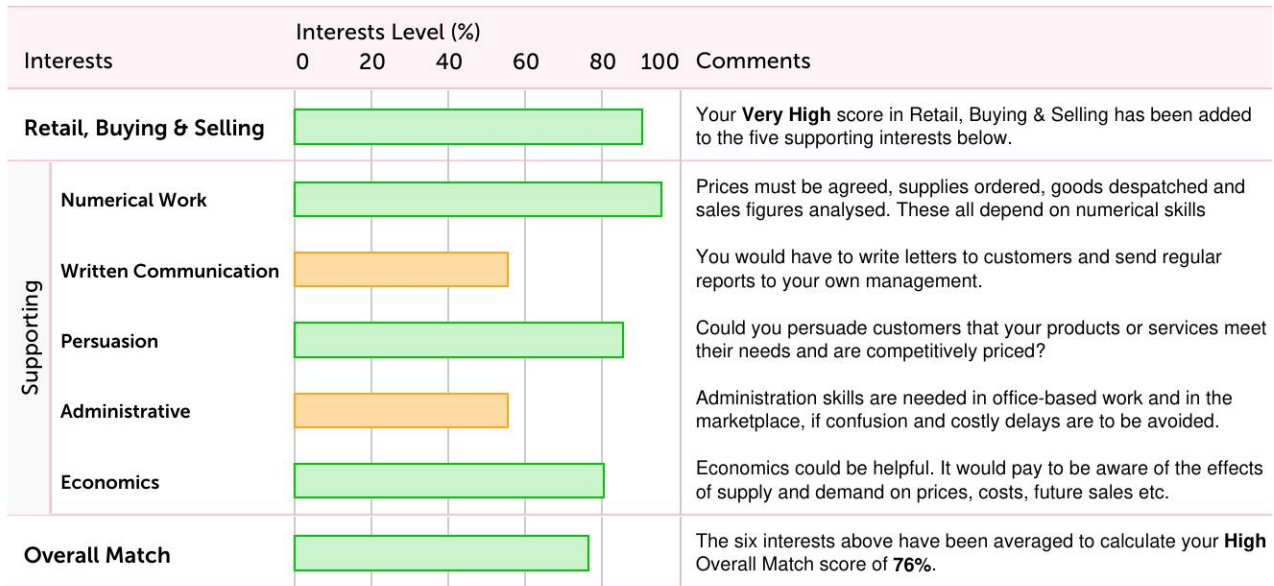 Interests Level (%)
Interests 0 20 40 60 80 100 Comments
Retail, Buying & Selling
Your Very High score in Retail, Buying & Selling has been added
to the five supporting interests below.
Supporting
Numerical Work
Prices must be agreed, supplies ordered, goods despatched and
sales figures analysed. These all depend on numerical skills
Written Communication
You would have to write letters to customers and send regular
reports to your own management.
Persuasion
Could you persuade customers that your products or services meet
their needs and are competitively priced?
Administrative
Administration skills are needed in office-based work and in the
marketplace, if confusion and costly delays are to be avoided.
Economics
Economics could be helpful. It would pay to be aware of the effects
of supply and demand on prices, costs, future sales etc.
Overall Match
The six interests above have been averaged to calculate your High
Overall Match score of 76%.